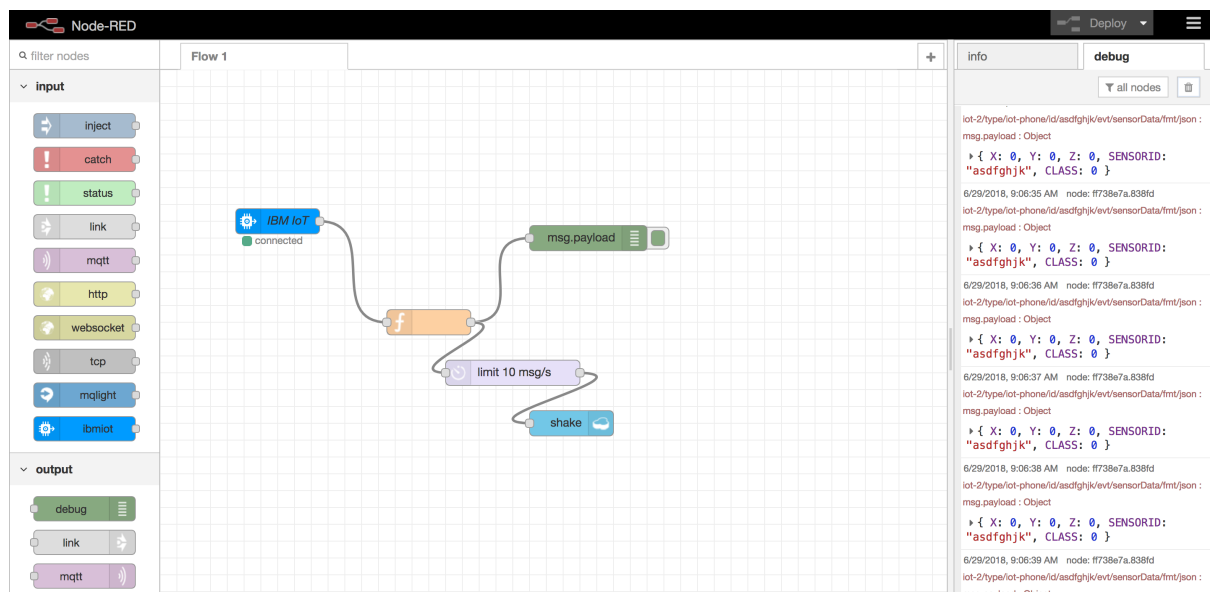 Node-RED
Deploy
filter nodes
input
inject
catch
status
link
mqtt
http
websocket
tcp
mqlight
ibmiot
output
debug
link
mqtt
Flow 1
+
IBM IoT
connected
msg.payload
f
limit 10 msg/s
shake
info
debug
all nodes
iot-2/type/iot-phone/id/asdfghjk/evt/sensorData/fmt/json :
msg.payload : Object
{ X: 0, Y: 0, Z: 0, SENSORID:
"asdfghjk", CLASS: 0 }
6/29/2018, 9:06:35 AM node: ff738e7a.838fd
iot-2/type/iot-phone/id/asdfghjk/evt/sensorData/fmt/json :
msg.payload : Object
{ X: 0, Y: 0, Z: 0, SENSORID:
"asdfghjk", CLASS: 0 }
6/29/2018, 9:06:36 AM node: ff738e7a.838fd
iot-2/type/iot-phone/id/asdfghjk/evt/sensorData/fmt/json :
msg.payload : Object
{ X: 0, Y: 0, Z: 0, SENSORID:
"asdfghjk", CLASS: 0 }
6/29/2018, 9:06:37 AM node: ff738e7a.838fd
iot-2/type/iot-phone/id/asdfghjk/evt/sensorData/fmt/json :
msg.payload : Object
{ X: 0, Y: 0, Z: 0, SENSORID:
"asdfghjk", CLASS: 0 }
6/29/2018, 9:06:38 AM node: ff738e7a.838fd
iot-2/type/iot-phone/id/asdfghjk/evt/sensorData/fmt/json :
msg.payload : Object
{ X: 0, Y: 0, Z: 0, SENSORID:
"asdfghjk", CLASS: 0 }
6/29/2018, 9:06:39 AM node: ff738e7a.838fd
iot-2/type/iot-phone/id/asdfghjk/evt/sensorData/fmt/json :